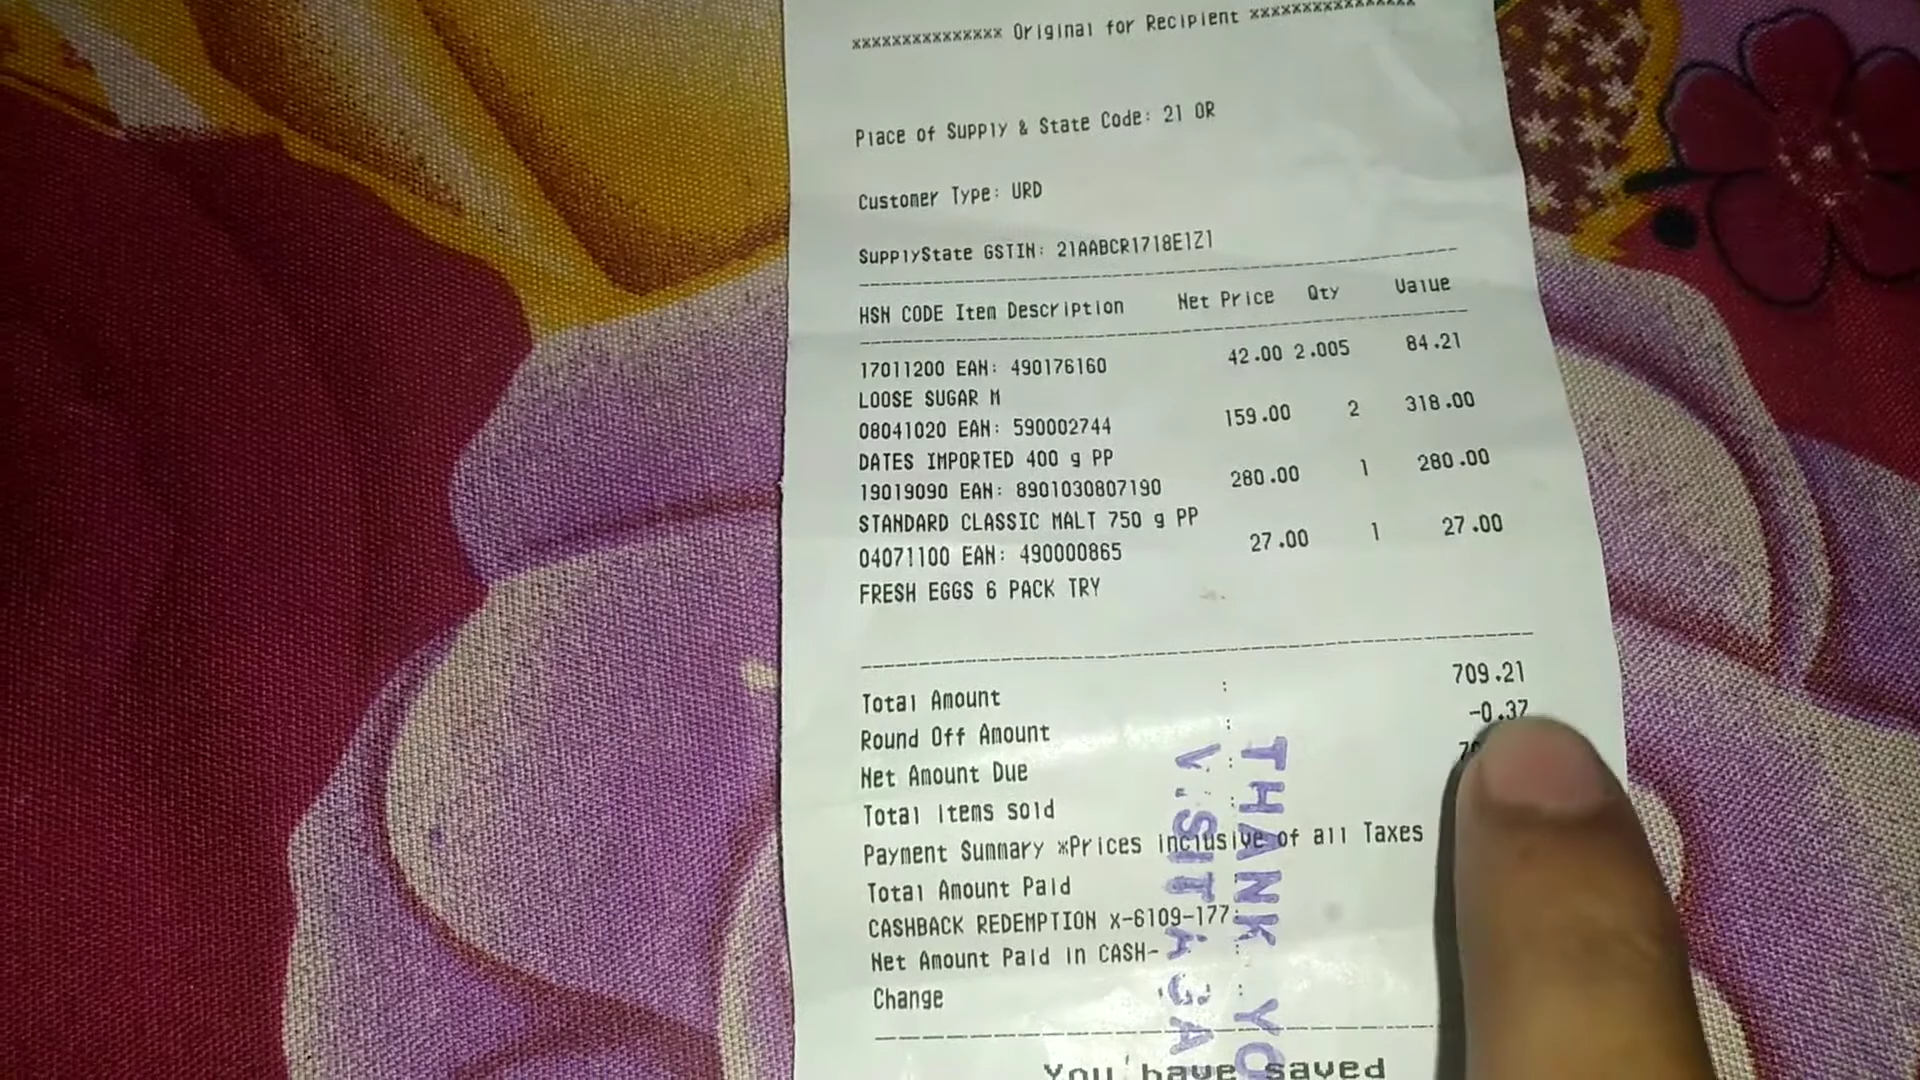 xxxxxxxxxxxxxxx Original for Recipient xxxxxxxxxxxxxxxx
Place of Supply & State Code: 21 OR
Customer Type: URD
SupplyState GSTIN: 21AABCR1718E1Z1
HSN CODE Item Description Net Price Qty Value
17011200 EAN: 490176160 42.00 2.005 84.21
LOOSE SUGAR M
08041020 EAN: 590002744 159.00 2 318.00
DATES IMPORTED 400 g PP
19019090 EAN: 8901030807190 280.00 1 280.00
STANDARD CLASSIC MALT 750 g PP
04071100 EAN: 490000865 27.00 1 27.00
FRESH EGGS 6 PACK TRY
Total Amount : 709.21
Round Off Amount : -0.37
Net Amount Due :
Total items sold :
Payment Summary *Prices inclusive of all Taxes
Total Amount Paid
CASHBACK REDEMPTION X-6109-177:
Net Amount Paid in CASH- :
Change :
You have saved
THANK YO
V.SIT AGA